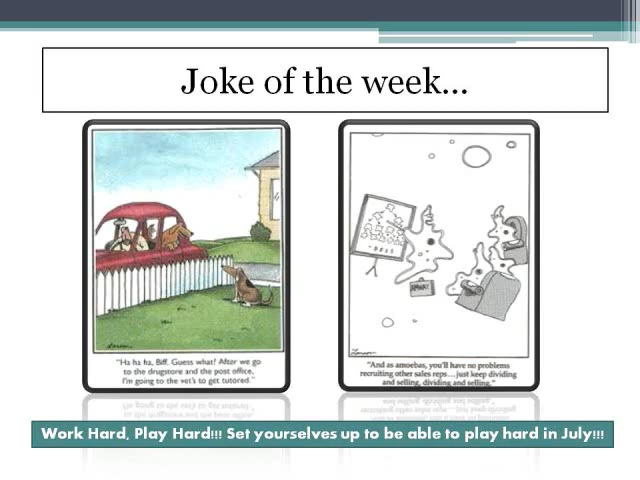 Joke of the week...
"Ha ha ha, Biff. Guess what? After we go
to the drugstore and the post office,
I'm going to the vet's to get tutored."
"And as amoebas, you'll have no problems
recruiting other sales reps ... just keep dividing
and selling, dividing and selling."
Work Hard, Play Hard!!! Set yourselves up to be able to play hard in July!!!